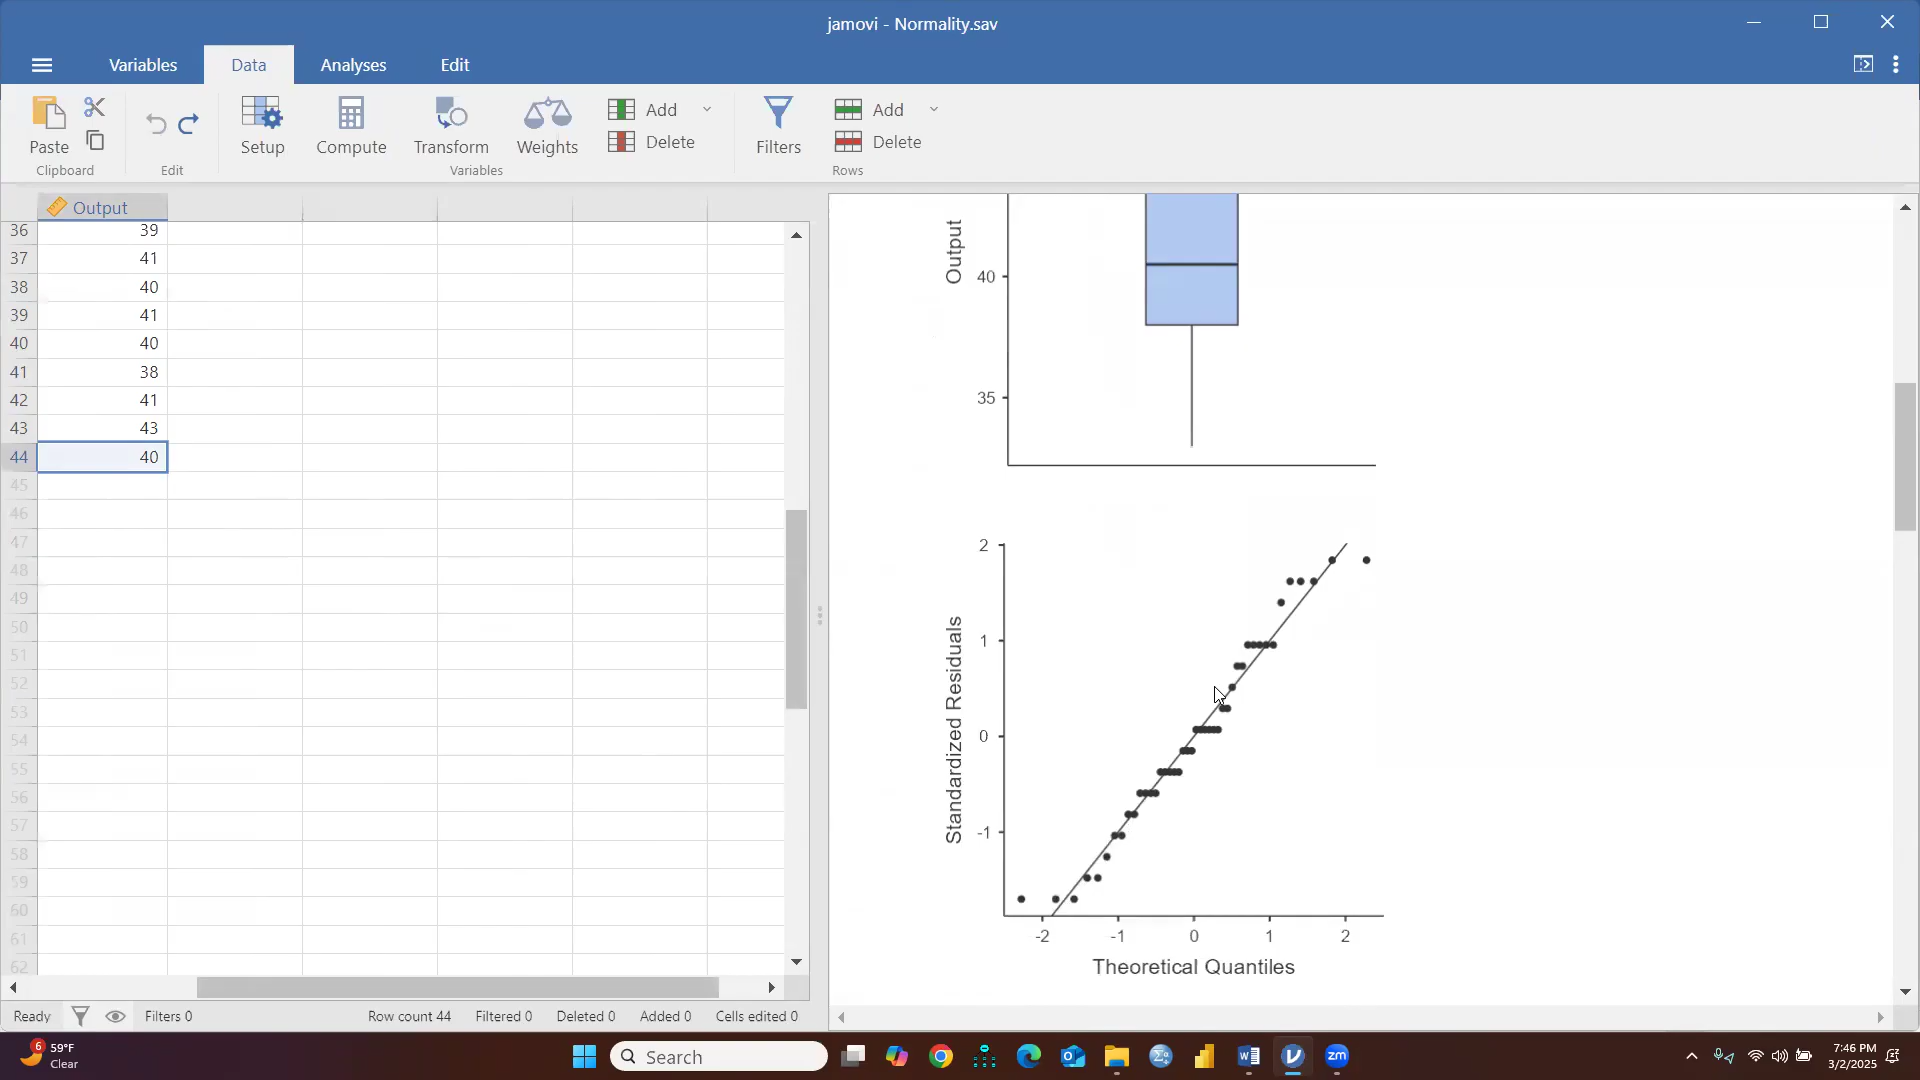 jamovi - Normality.sav
Variables
Data
Analyses
Edit
Paste
Setup
Compute
Transform
Weights
Add
Delete
Filters
Add
Delete
Clipboard
Edit
Variables
Rows
Output
36 39
37 41
38 40
39 41
40 40
41 38
42 41
43 43
44 40
45
46
47
48
49
50
51
52
53
54
55
56
57
58
59
60
61
62
Output
40
35
2
1
0
-1
Standardized Residuals
-2 -1 0 1 2
Theoretical Quantiles
Ready
Filters 0
Row count 44
Filtered 0
Deleted 0
Added 0
Cells edited 0
6
59°F
Clear
Search
zm
7:46 PM
3/2/2025